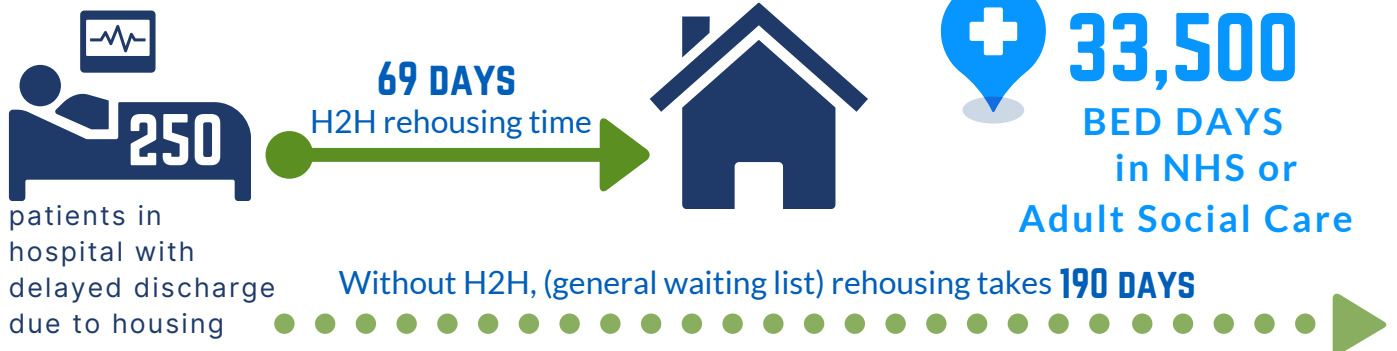 250
patients in
hospital with
delayed discharge
due to housing
69 DAYS
H2H rehousing time
33,500
BED DAYS
in NHS or
Adult Social Care
Without H2H, (general waiting list) rehousing takes 190 DAYS